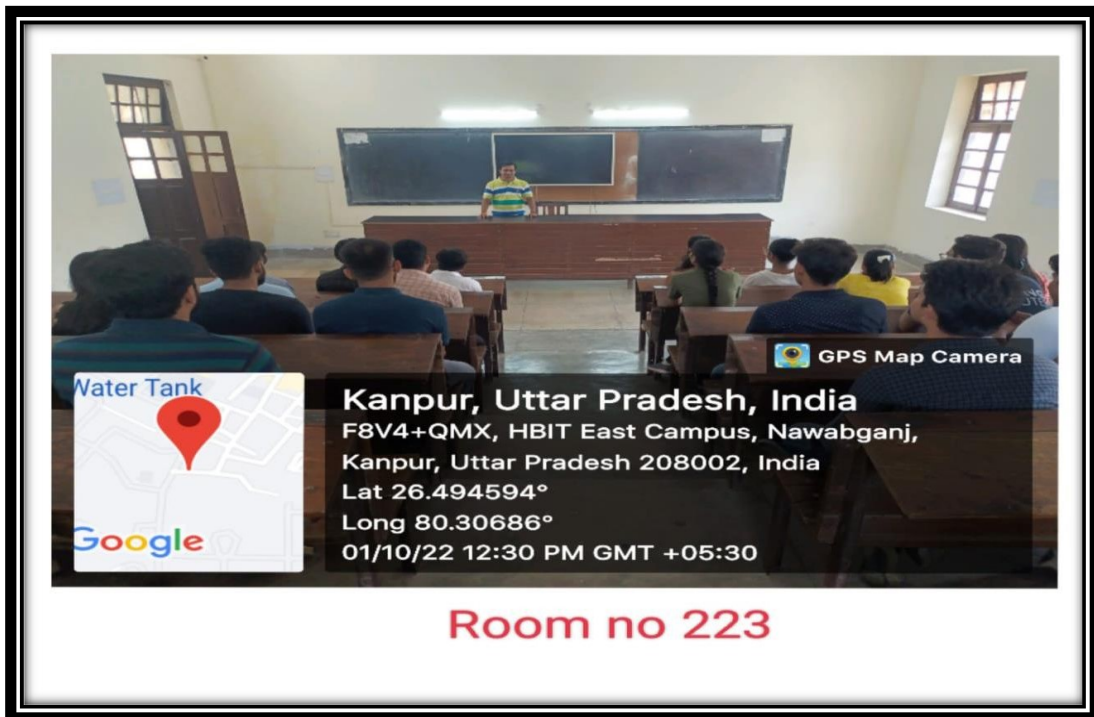 GPS Map Camera
Water Tank
Google
Kanpur, Uttar Pradesh, India
F8V4+QMX, HBIT East Campus, Nawabganj,
Kanpur, Uttar Pradesh 208002, India
Lat 26.494594°
Long 80.30686°
01/10/22 12:30 PM GMT +05:30
Room no 223